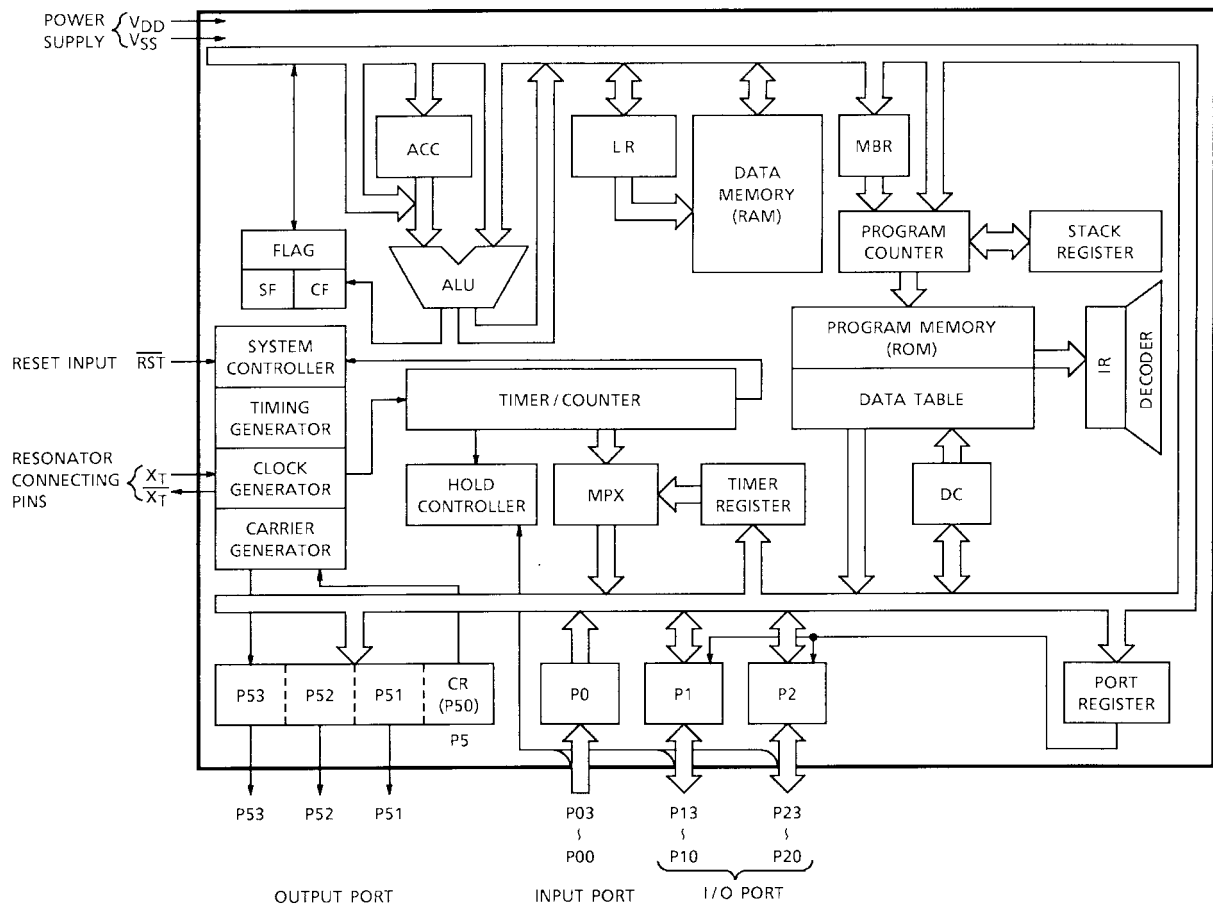 POWER SUPPLY
VDD
VSS
ACC
LR
DATA MEMORY (RAM)
MBR
FLAG
SF
CF
ALU
PROGRAM COUNTER
STACK REGISTER
RESET INPUT
RST
SYSTEM CONTROLLER
TIMING GENERATOR
CLOCK GENERATOR
CARRIER GENERATOR
PROGRAM MEMORY (ROM)
DATA TABLE
IR
DECODER
TIMER/COUNTER
RESONATOR CONNECTING PINS
XT
XT
HOLD CONTROLLER
MPX
TIMER REGISTER
DC
P53
P52
P51
CR (P50)
P5
P0
P1
P2
PORT REGISTER
P53
P52
P51
P03
~
P00
P13
~
P10
P23
~
P20
OUTPUT PORT
INPUT PORT
I/O PORT